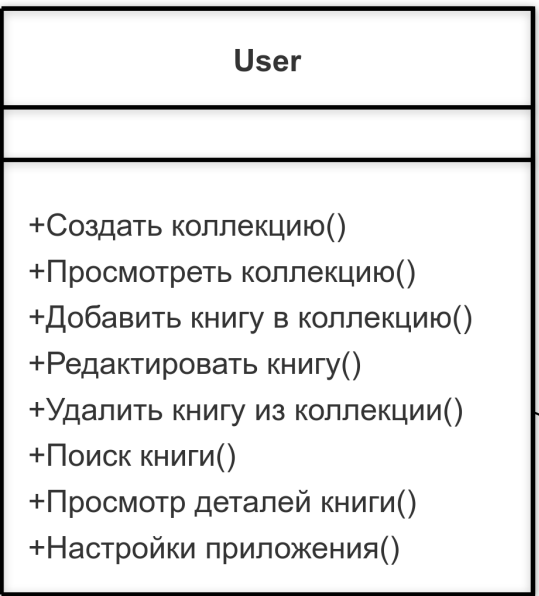 User
+Создать коллекцию()
+Просмотреть коллекцию()
+Добавить книгу в коллекцию()
+Редактировать книгу()
+Удалить книгу из коллекции()
+Поиск книги()
+Просмотр деталей книги()
+Настройки приложения()